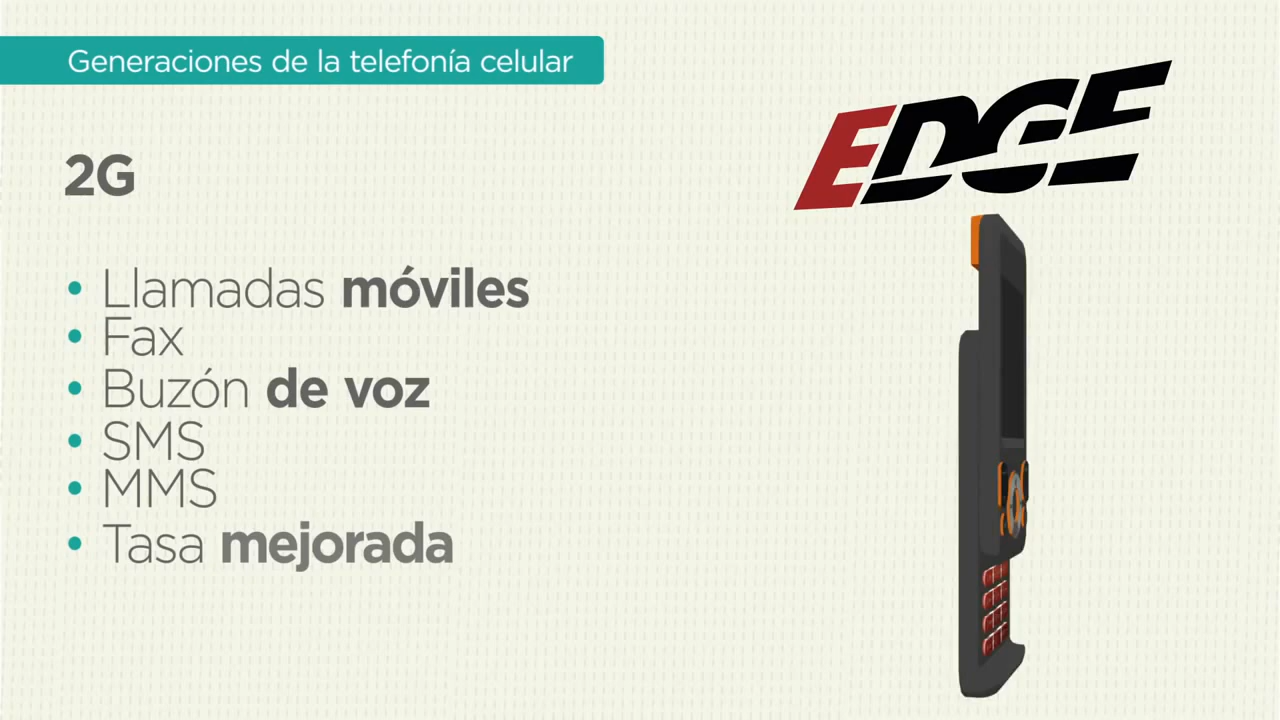 Generaciones de la telefonía celular
EDGE
2G
Llamadas móviles
Fax
Buzón de voz
SMS
MMS
Tasa mejorada